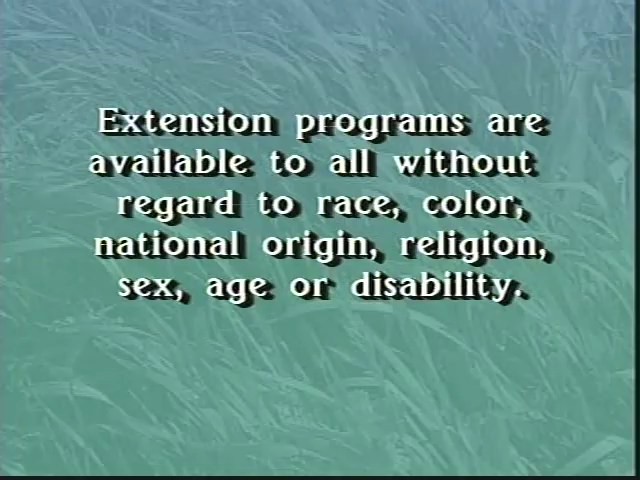 Extension programs are
available to all without
regard to race, color,
national origin, religion,
sex, age or disability.